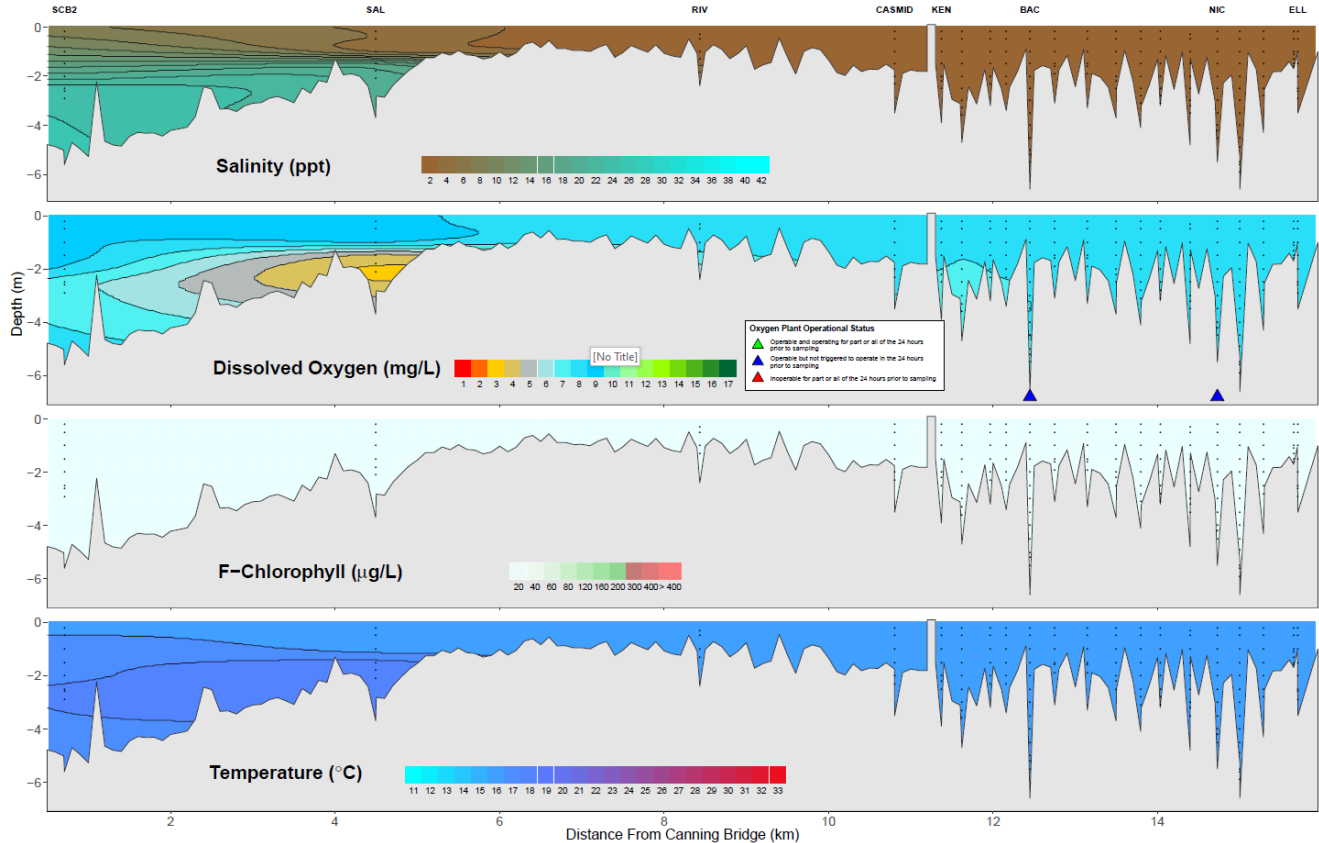 SCB2 SAL RIV CASMID KEN BAC NIC ELL
0
−2
−4
−6
Salinity (ppt)
2 4 6 8 10 12 14 16 18 20 22 24 26 28 30 32 34 36 38 40 42
0
−2
−4
−6
Depth (m)
Dissolved Oxygen (mg/L)
[No Title]
1 2 3 4 5 6 7 8 9 10 11 12 13 14 15 16 17
Oxygen Plant Operational Status
Operable and operating for part or all of the 24 hours
prior to sampling
Operable but not triggered to operate in the 24 hours
prior to sampling
Inoperable for part or all of the 24 hours prior to sampling
0
−2
−4
−6
F−Chlorophyll (μg/L)
20 40 60 80 120 160 200 300 400 > 400
0
−2
−4
−6
Temperature (°C)
11 12 13 14 15 16 17 18 19 20 21 22 23 24 25 26 27 28 29 30 31 32 33
2 4 6 8 10 12 14
Distance From Canning Bridge (km)